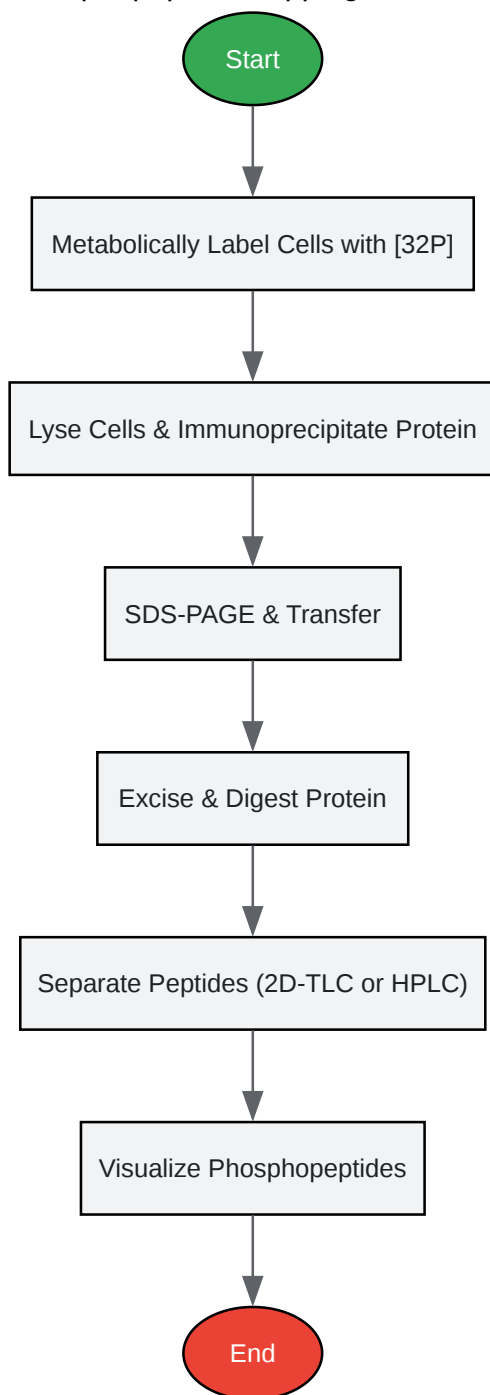 Start
Metabolically Label Cells with [32P]
Lyse Cells & Immunoprecipitate Protein
SDS-PAGE & Transfer
Excise & Digest Protein
Separate Peptides (2D-TLC or HPLC)
Visualize Phosphopeptides
End